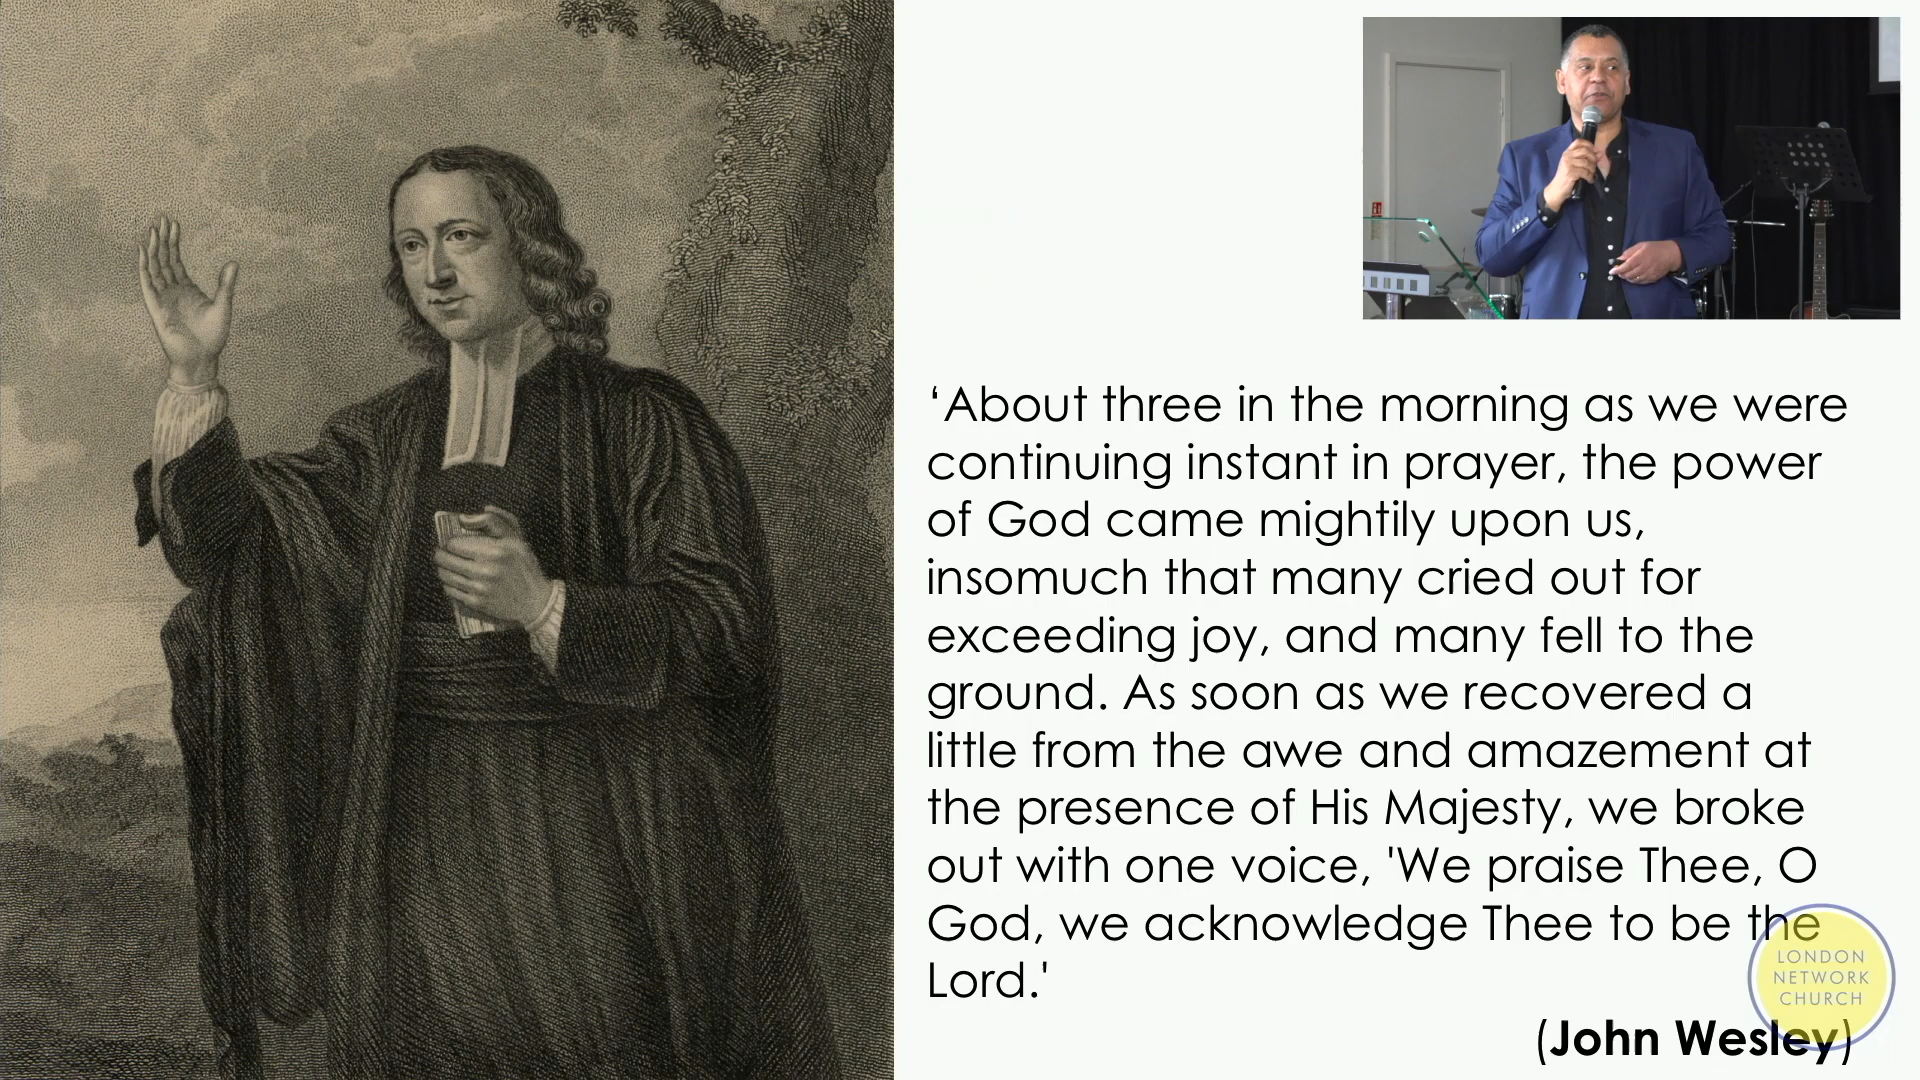 ‘About three in the morning as we were
continuing instant in prayer, the power
of God came mightily upon us,
insomuch that many cried out for
exceeding joy, and many fell to the
ground. As soon as we recovered a
little from the awe and amazement at
the presence of His Majesty, we broke
out with one voice, 'We praise Thee, O
God, we acknowledge Thee to be the
Lord.'
(John Wesley)
LONDON
NETWORK
CHURCH